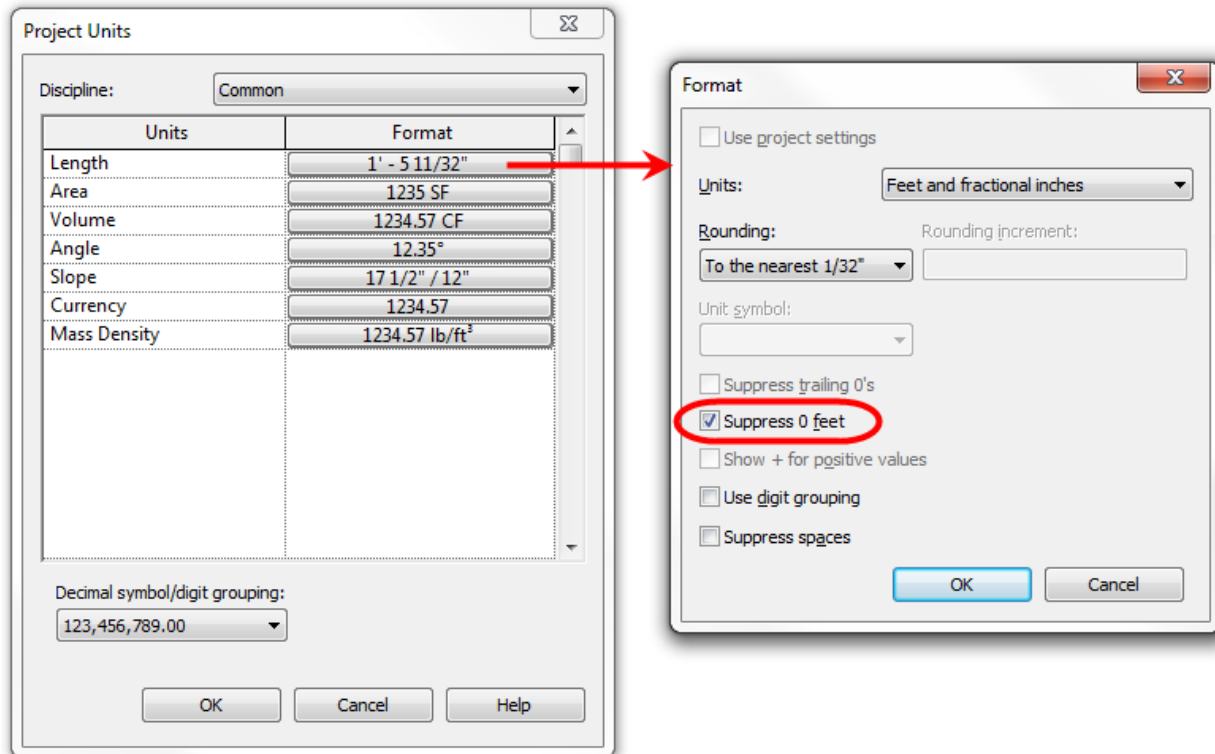 Project Units
Discipline: Common
Units Format
Length 1' - 5 11/32"
Area 1235 SF
Volume 1234.57 CF
Angle 12.35°
Slope 17 1/2" / 12"
Currency 1234.57
Mass Density 1234.57 lb/ft³
Decimal symbol/digit grouping:
123,456,789.00
OK Cancel Help
Format
Use project settings
Units: Feet and fractional inches
Rounding: Rounding increment:
To the nearest 1/32"
Unit symbol:
Suppress trailing 0's
Suppress 0 feet
Show + for positive values
Use digit grouping
Suppress spaces
OK Cancel